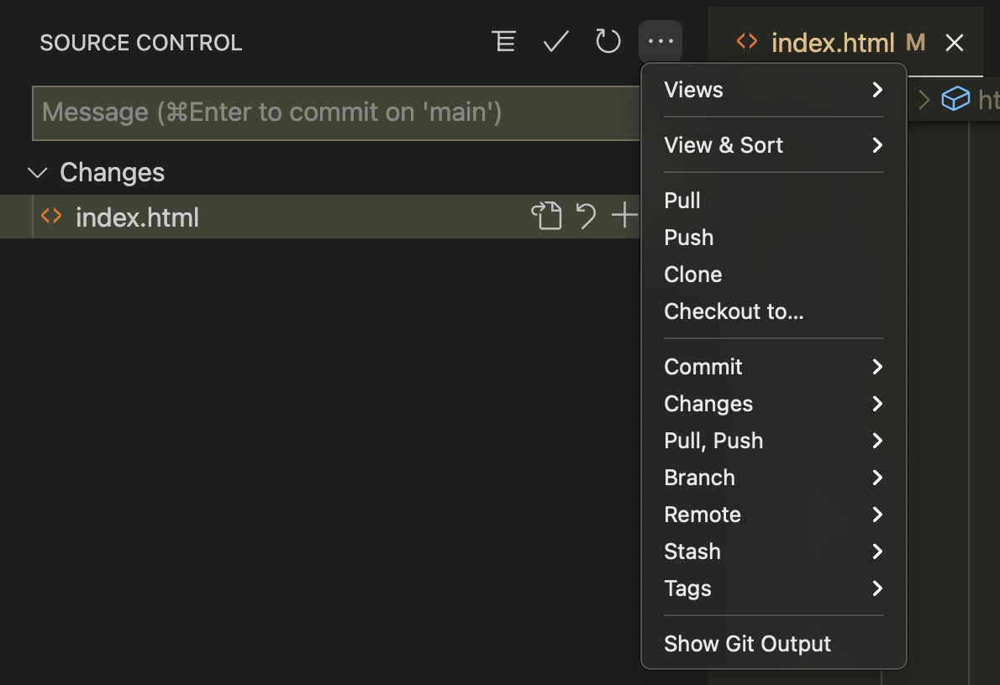 SOURCE CONTROL
index.html M
Message (⌘Enter to commit on 'main')
ht
Changes
index.html
Views
View & Sort
Pull
Push
Clone
Checkout to...
Commit
Changes
Pull, Push
Branch
Remote
Stash
Tags
Show Git Output